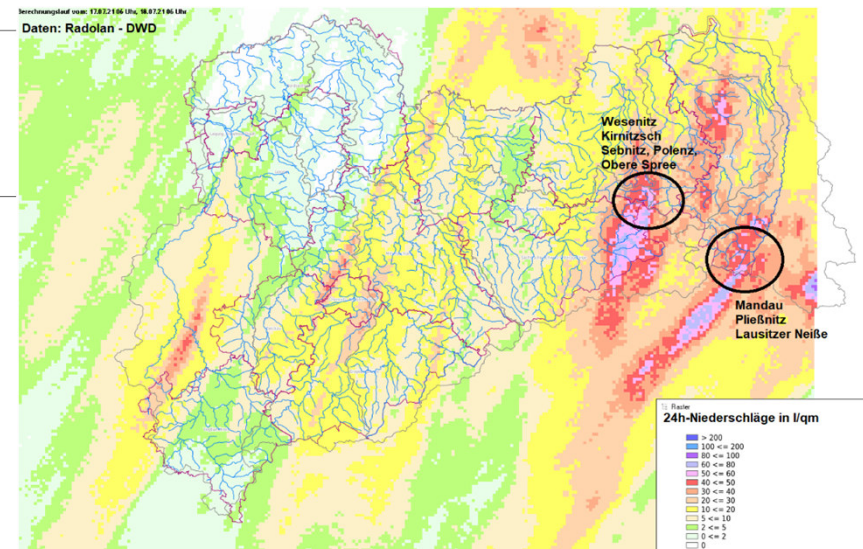 Berechnungslauf vom: 17.07.21 06 Uhr, 18.07.21 06 Uhr
Daten: Radolan - DWD
Wesenitz
Kirnitzsch
Sebnitz, Polenz,
Obere Spree
Mandau
Pließnitz
Lausitzer Neiße
Raster
24h-Niederschläge in l/qm
> 200
100 <= 200
80 <= 100
60 <= 80
50 <= 60
40 <= 50
30 <= 40
20 <= 30
10 <= 20
5 <= 10
2 <= 5
0 <= 2
0